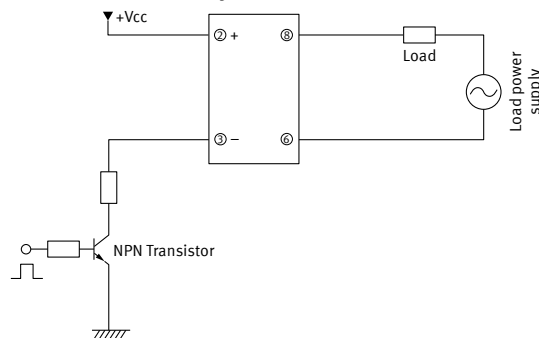 +Vcc
② +
⑧
Load
Load power
supply
③ −
⑥
NPN Transistor